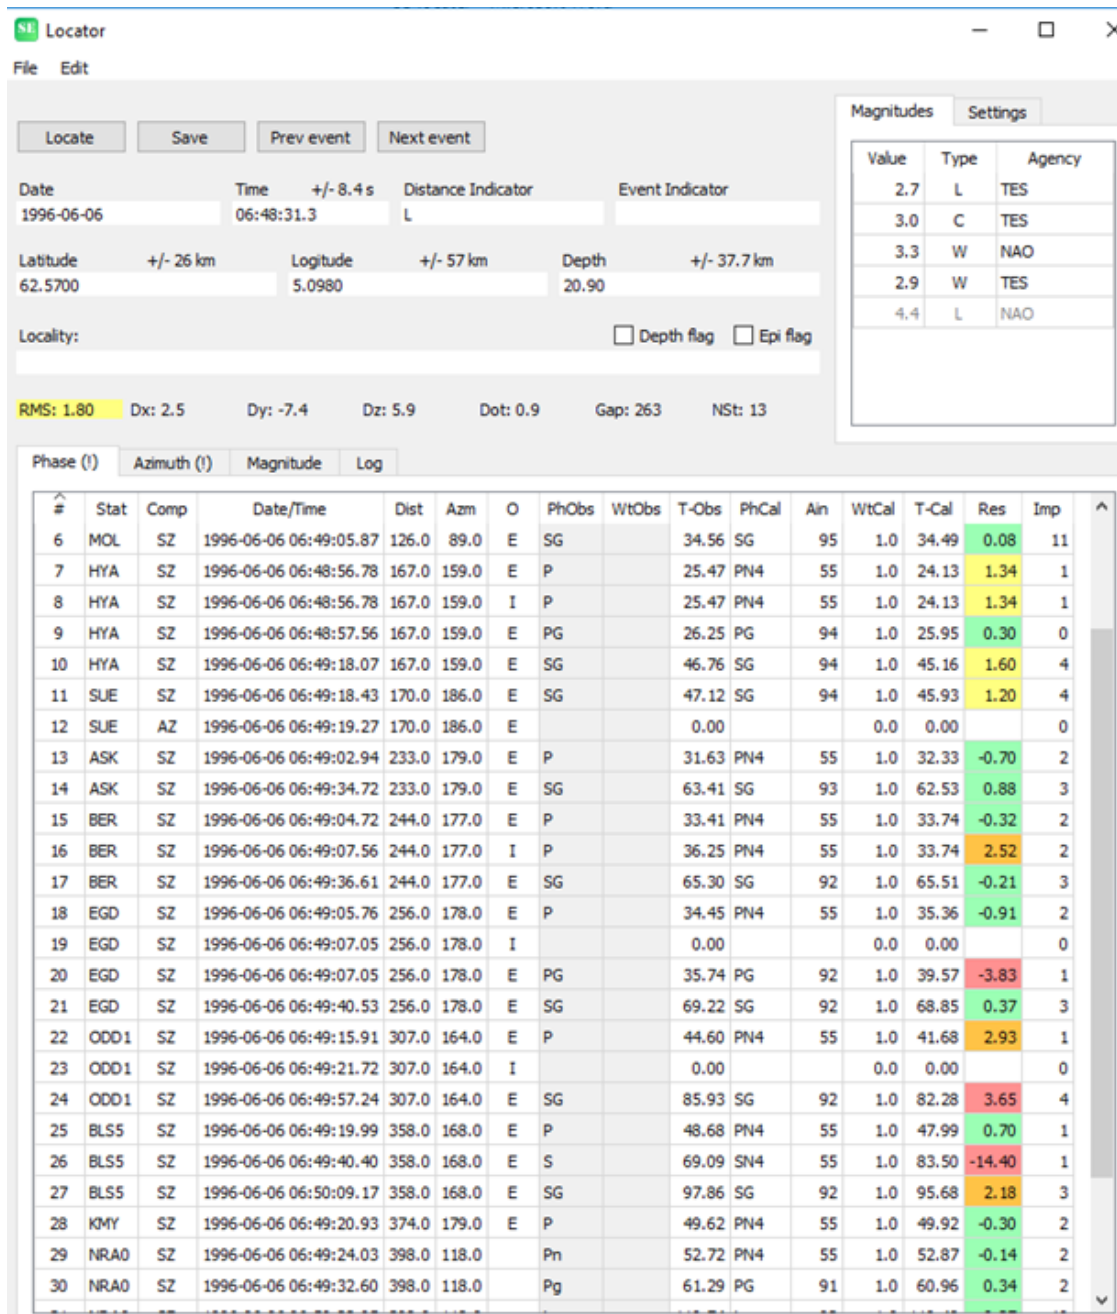 SE Locator
File Edit
Locate Save Prev event Next event
Magnitudes Settings
Value Type Agency
2.7 L TES
3.0 C TES
3.3 W NAO
2.9 W TES
4.4 L NAO
Date Time +/- 8.4 s Distance Indicator Event Indicator
1996-06-06 06:48:31.3 L
Latitude +/- 26 km Logitude +/- 57 km Depth +/- 37.7 km
62.5700 5.0980 20.90
Locality: Depth flag Epi flag
RMS: 1.80 Dx: 2.5 Dy: -7.4 Dz: 5.9 Dot: 0.9 Gap: 263 NSt: 13
Phase (!) Azimuth (!) Magnitude Log
# Stat Comp Date/Time Dist Azm O PhObs WtObs T-Obs PhCal Ain WtCal T-Cal Res Imp
6 MOL SZ 1996-06-06 06:49:05.87 126.0 89.0 E SG 34.56 SG 95 1.0 34.49 0.08 11
7 HYA SZ 1996-06-06 06:48:56.78 167.0 159.0 E P 25.47 PN4 55 1.0 24.13 1.34 1
8 HYA SZ 1996-06-06 06:48:56.78 167.0 159.0 I P 25.47 PN4 55 1.0 24.13 1.34 1
9 HYA SZ 1996-06-06 06:48:57.56 167.0 159.0 E PG 26.25 PG 94 1.0 25.95 0.30 0
10 HYA SZ 1996-06-06 06:49:18.07 167.0 159.0 E SG 46.76 SG 94 1.0 45.16 1.60 4
11 SUE SZ 1996-06-06 06:49:18.43 170.0 186.0 E SG 47.12 SG 94 1.0 45.93 1.20 4
12 SUE AZ 1996-06-06 06:49:19.27 170.0 186.0 E 0.00 0.0 0.00 0
13 ASK SZ 1996-06-06 06:49:02.94 233.0 179.0 E P 31.63 PN4 55 1.0 32.33 -0.70 2
14 ASK SZ 1996-06-06 06:49:34.72 233.0 179.0 E SG 63.41 SG 93 1.0 62.53 0.88 3
15 BER SZ 1996-06-06 06:49:04.72 244.0 177.0 E P 33.41 PN4 55 1.0 33.74 -0.32 2
16 BER SZ 1996-06-06 06:49:07.56 244.0 177.0 I P 36.25 PN4 55 1.0 33.74 2.52 2
17 BER SZ 1996-06-06 06:49:36.61 244.0 177.0 E SG 65.30 SG 92 1.0 65.51 -0.21 3
18 EGD SZ 1996-06-06 06:49:05.76 256.0 178.0 E P 34.45 PN4 55 1.0 35.36 -0.91 2
19 EGD SZ 1996-06-06 06:49:07.05 256.0 178.0 I 0.00 0.0 0.00 0
20 EGD SZ 1996-06-06 06:49:07.05 256.0 178.0 E PG 35.74 PG 92 1.0 39.57 -3.83 1
21 EGD SZ 1996-06-06 06:49:40.53 256.0 178.0 E SG 69.22 SG 92 1.0 68.85 0.37 3
22 ODD1 SZ 1996-06-06 06:49:15.91 307.0 164.0 E P 44.60 PN4 55 1.0 41.68 2.93 1
23 ODD1 SZ 1996-06-06 06:49:21.72 307.0 164.0 I 0.00 0.0 0.00 0
24 ODD1 SZ 1996-06-06 06:49:57.24 307.0 164.0 E SG 85.93 SG 92 1.0 82.28 3.65 4
25 BLS5 SZ 1996-06-06 06:49:19.99 358.0 168.0 E P 48.68 PN4 55 1.0 47.99 0.70 1
26 BLS5 SZ 1996-06-06 06:49:40.40 358.0 168.0 E S 69.09 SN4 55 1.0 83.50 -14.40 1
27 BLS5 SZ 1996-06-06 06:50:09.17 358.0 168.0 E SG 97.86 SG 92 1.0 95.68 2.18 3
28 KMY SZ 1996-06-06 06:49:20.93 374.0 179.0 E P 49.62 PN4 55 1.0 49.92 -0.30 2
29 NRA0 SZ 1996-06-06 06:49:24.03 398.0 118.0 Pn 52.72 PN4 55 1.0 52.87 -0.14 2
30 NRA0 SZ 1996-06-06 06:49:32.60 398.0 118.0 Pg 61.29 PG 91 1.0 60.96 0.34 2